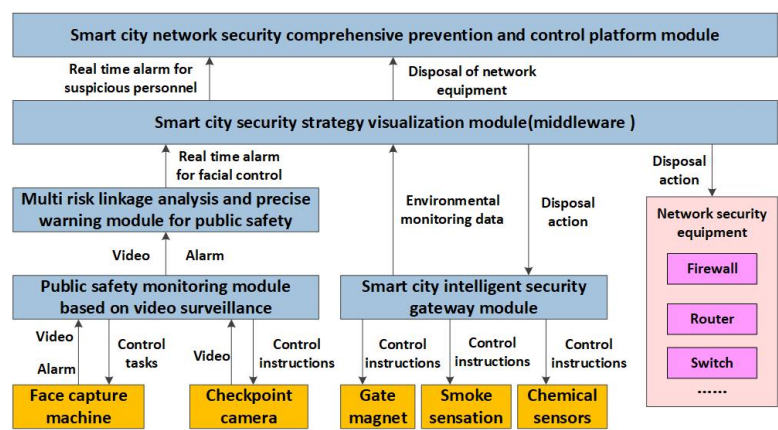 Smart city network security comprehensive prevention and control platform module
Real time alarm for
suspicious personnel
Disposal of network
equipment
Smart city security strategy visualization module(middleware )
Real time alarm
for facial control
Environmental
monitoring data
Disposal
action
Disposal
action
Multi risk linkage analysis and precise
warning module for public safety
Network security
equipment
Firewall
Router
Switch
......
Video
Alarm
Public safety monitoring module
based on video surveillance
Smart city intelligent security
gateway module
Video
Alarm
Control
tasks
Video
Control
instructions
Control
instructions
Control
instructions
Control
instructions
Face capture
machine
Checkpoint
camera
Gate
magnet
Smoke
sensation
Chemical
sensors